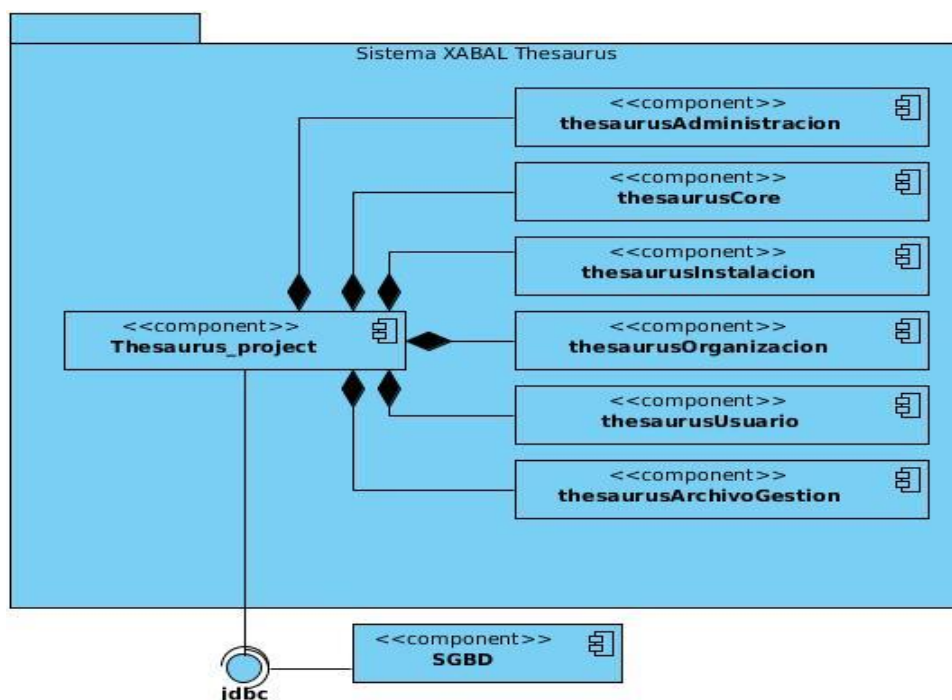 Sistema XABAL Thesaurus
<<component>>
thesaurusAdministracion
<<component>>
thesaurusCore
<<component>>
thesaurusInstalacion
<<component>>
Thesaurus_project
<<component>>
thesaurusOrganizacion
<<component>>
thesaurusUsuario
<<component>>
thesaurusArchivoGestion
<<component>>
SGBD
jdbc